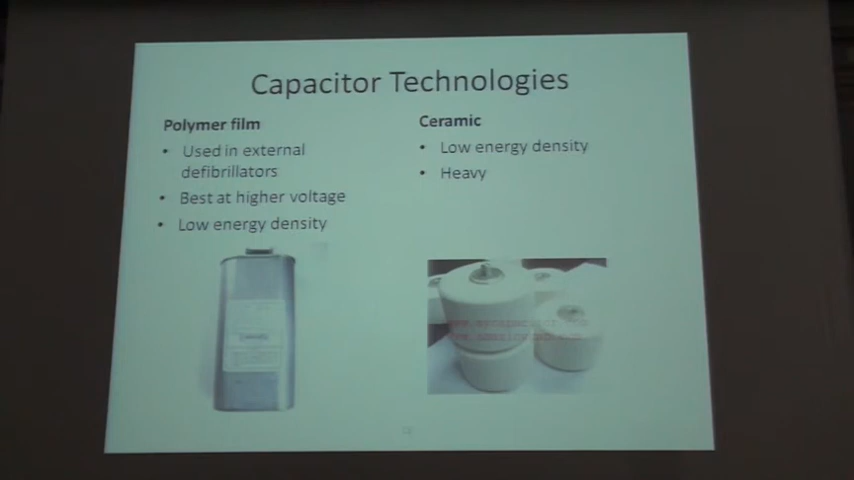 Capacitor Technologies
Polymer film
• Used in external
defibrillators
• Best at higher voltage
• Low energy density
Ceramic
• Low energy density
• Heavy